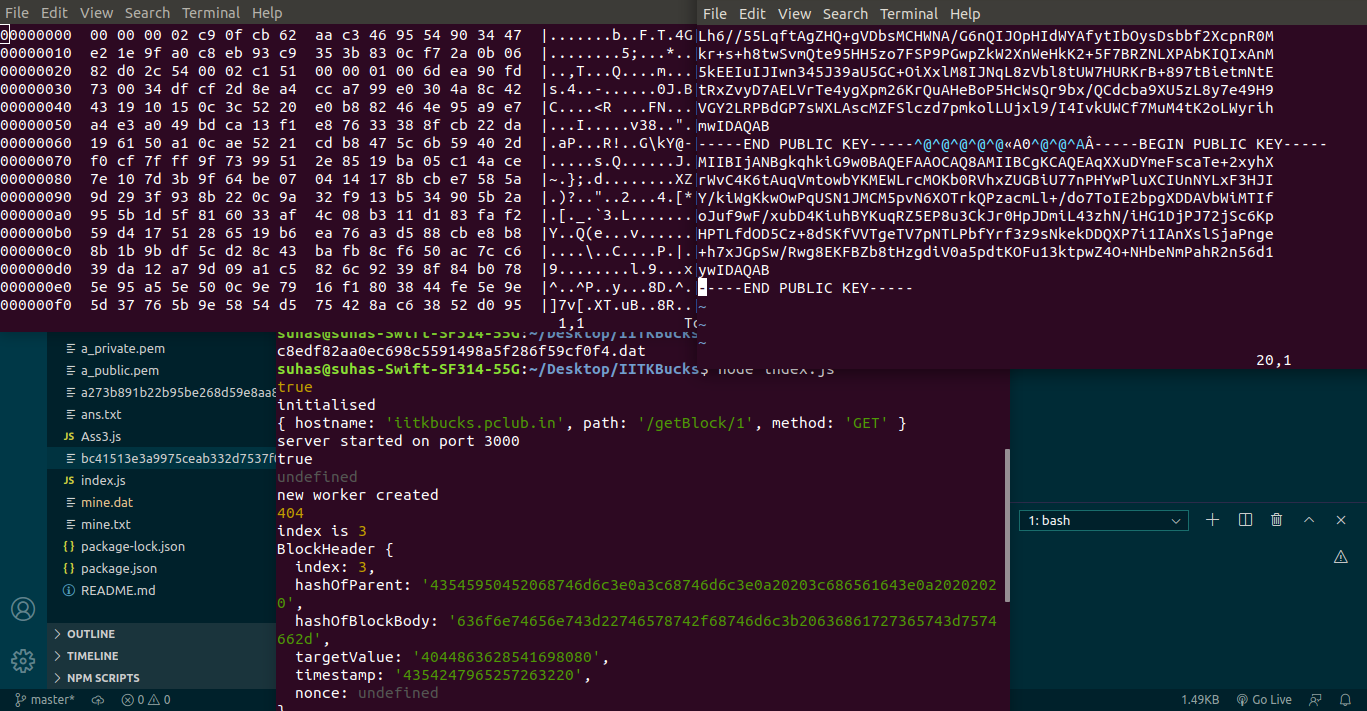 File Edit View Search Terminal Help
00000000 00 00 00 02 c9 0f cb 62 aa c3 46 95 54 90 34 47 |.......b..F.T.4G
00000010 e2 1e 9f a0 c8 eb 93 c9 35 3b 83 0c f7 2a 0b 06 |........5;...*..
00000020 82 d0 2c 54 00 02 c1 51 00 00 01 00 6d ea 90 fd |..,T...Q....m...
00000030 73 00 34 df cf 2d 8e a4 cc a7 99 e0 30 4a 8c 42 |s.4..-......0J.B
00000040 43 19 10 15 0c 3c 52 20 e0 b8 82 46 4e 95 a9 e7 |C....<R ...FN...
00000050 a4 e3 a0 49 bd ca 13 f1 e8 76 33 38 8f cb 22 da |...I.....v38..".
00000060 19 61 50 a1 0c ae 52 21 cd b8 47 5c 6b 59 40 2d |.aP...R!..G\kY@-
00000070 f0 cf 7f ff 9f 73 99 51 2e 85 19 ba 05 c1 4a ce |.....s.Q......J.
00000080 7e 10 7d 3b 9f 64 be 07 04 14 17 8b cb e7 58 5a |~.};.d........XZ
00000090 9d 29 3f 93 8b 22 0c 9a 32 f9 13 b5 34 90 5b 2a |.)?.."..2...4.[*
000000a0 95 5b 1d 5f 81 60 33 af 4c 08 b3 11 d1 83 fa f2 |.[._.`3.L.......
000000b0 59 d4 17 51 28 65 19 b6 ea 76 a3 d5 88 cb e8 b8 |Y..Q(e...v......
000000c0 8b 1b 9b df 5c d2 8c 43 ba fb 8c f6 50 ac 7c c6 |....\..C....P.|.
000000d0 39 da 12 a7 9d 09 a1 c5 82 6c 92 39 8f 84 b0 78 |9........l.9...x
000000e0 5e 95 a5 5e 50 0c 9e 79 16 f1 80 38 44 fe 5e 9e |^..^P..y...8D.^.
000000f0 5d 37 76 5b 9e 58 54 d5 75 42 8a c6 38 52 d0 95 |]7v[.XT.uB..8R..
1,1
File Edit View Search Terminal Help
Lh6//55LqftAgZHQ+gVDbsMCHWNA/G6nQIJOpHIdWYAfytIbOysDsbbf2XcpnR0M
kr+s+h8twSvmQte95HH5zo7FSP9PGwpZkW2XnWeHkK2+5F7BRZNLXPAbKIQIxAnM
5kEEIuIJIwn345J39aU5GC+OiXxlM8IJNqL8zVbl8tUW7HURKrB+897tBietmNtE
tRxZvyD7AELVrTe4ygXpm26KrQuAHeBoP5HcWsQr9bx/QCdcba9XU5zL8y7e49H9
VGY2LRPBdGP7sWXLAscMZFSlczd7pmkolLUjxl9/I4IvkUWCf7MuM4tK2oLWyrih
mwIDAQAB
-----END PUBLIC KEY-----^@^@^@^@^@«A0^@^@^AÂ-----BEGIN PUBLIC KEY-----
MIIBIjANBgkqhkiG9w0BAQEFAAOCAQ8AMIIBCgKCAQEAqXXuDYmeFscaTe+2xyhX
rWvC4K6tAuqVmtowbYKMEWLrcMOKb0RVhxZUGBiU77nPHYwPluXCIUnNYLxF3HJI
Y/kiWgKkwOwPqUSN1JMCM5pvN6XOTrkQPzacmLl+/do7ToIE2bpgXDDAVbWiMTIf
oJuf9wF/xubD4KiuhBYKuqRZ5EP8u3CkJr0HpJDmiL43zhN/iHG1DjPJ72jSc6Kp
HPTLfdOD5Cz+8dSKfVVTgeTV7pNTLPbfYrf3z9sNkekDDQXP7i1IAnXslSjaPnge
+h7xJGpSw/Rwg8EKFBZb8tHzgdiV0a5pdtKOFu13ktpwZ4O+NHbeNmPahR2n56d1
ywIDAQAB
-----END PUBLIC KEY-----
~
~
~
20,1
a_private.pem
a_public.pem
a273b891b22b95be268d59e8aa8
ans.txt
JS Ass3.js
bc41513e3a9975ceab332d7537f
JS index.js
mine.dat
mine.txt
{} package-lock.json
{} package.json
README.md
OUTLINE
TIMELINE
NPM SCRIPTS
suhas@suhas-Swift-SF314-55G:~/Desktop/IITKBucks
c8edf82aa0ec698c5591498a5f286f59cf0f4.dat
suhas@suhas-Swift-SF314-55G:~/Desktop/IITKBucks$ node index.js
true
initialised
{ hostname: 'iitkbucks.pclub.in', path: '/getBlock/1', method: 'GET' }
server started on port 3000
true
undefined
new worker created
404
index is 3
BlockHeader {
index: 3,
hashOfParent: '43545950452068746d6c3e0a3c68746d6c3e0a20203c686561643e0a2020202
0',
hashOfBlockBody: '636f6e74656e743d22746578742f68746d6c3b20636861727365743d7574
662d',
targetValue: '4044863628541698080',
timestamp: '4354247965257263220',
nonce: undefined
}
1: bash
master* 0 0
1.49KB Go Live